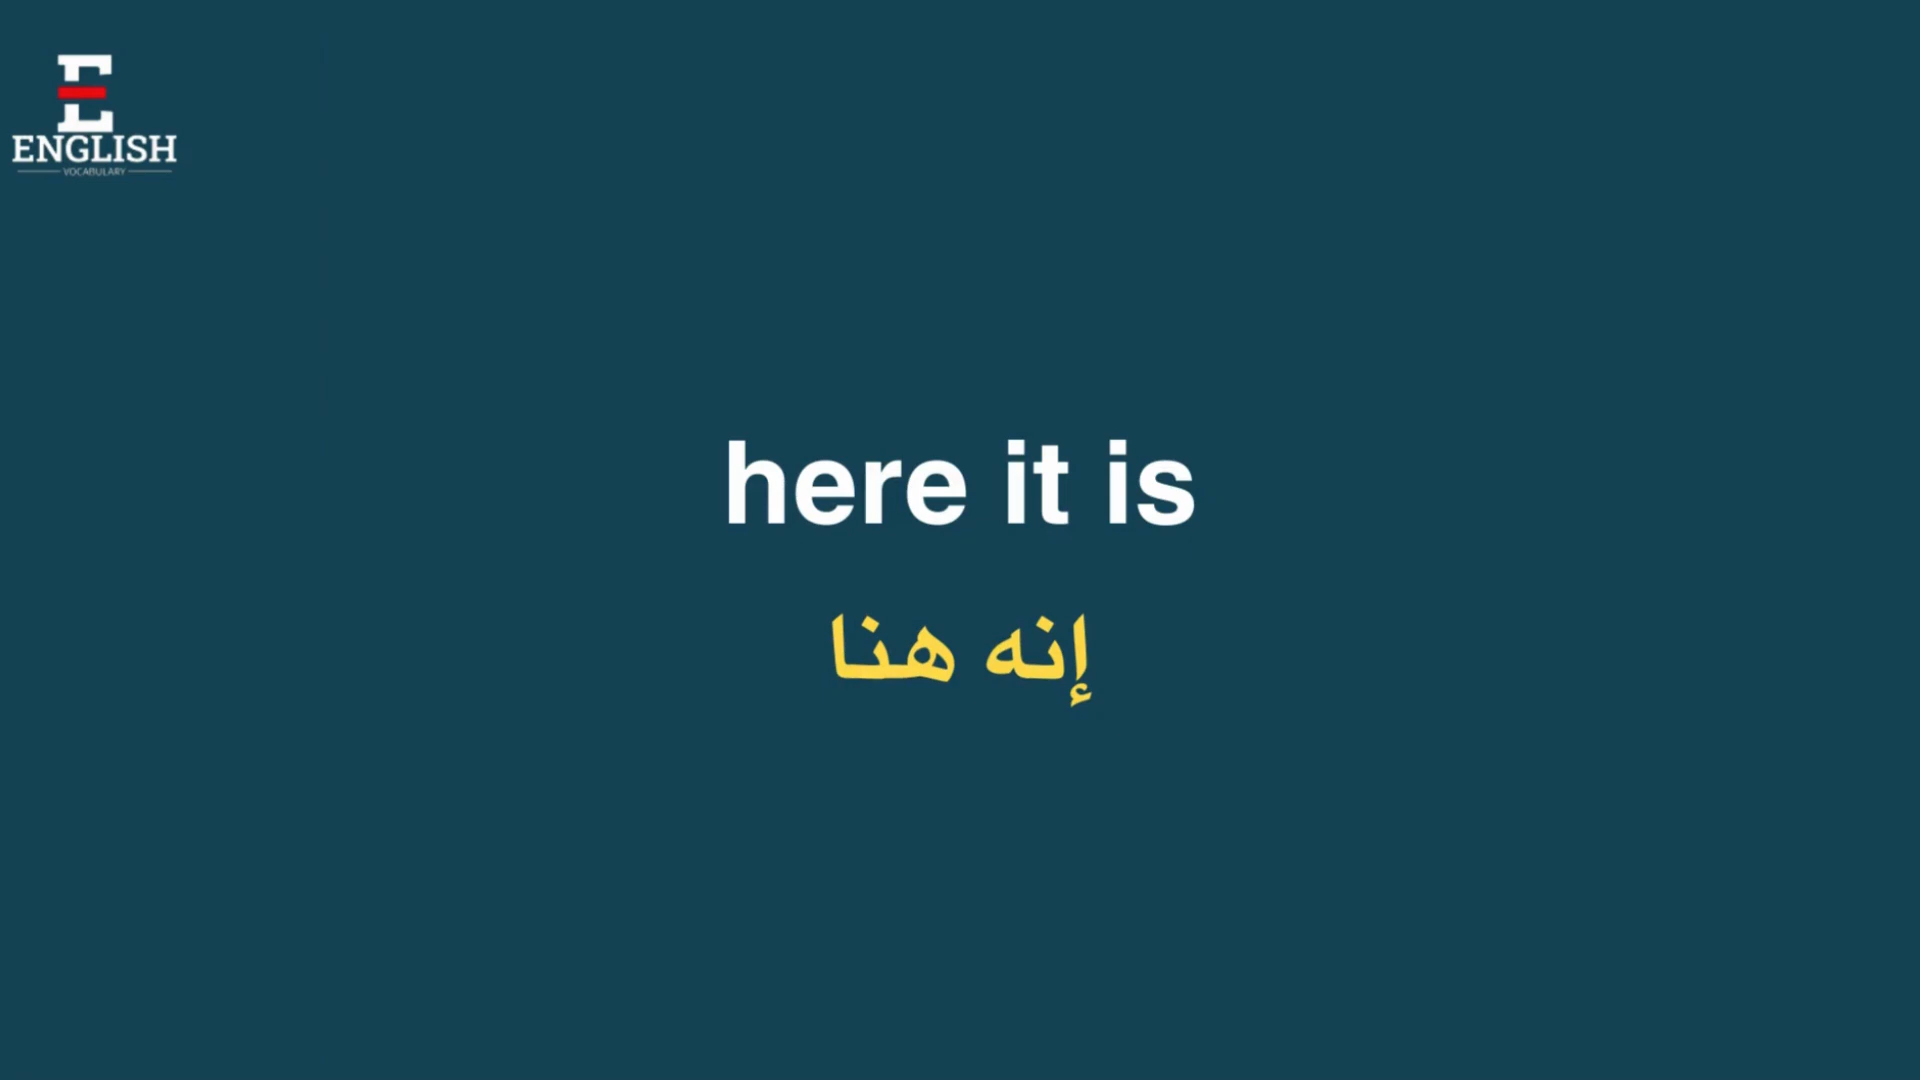 ENGLISH
VOCABULARY
here it is
إنه هنا